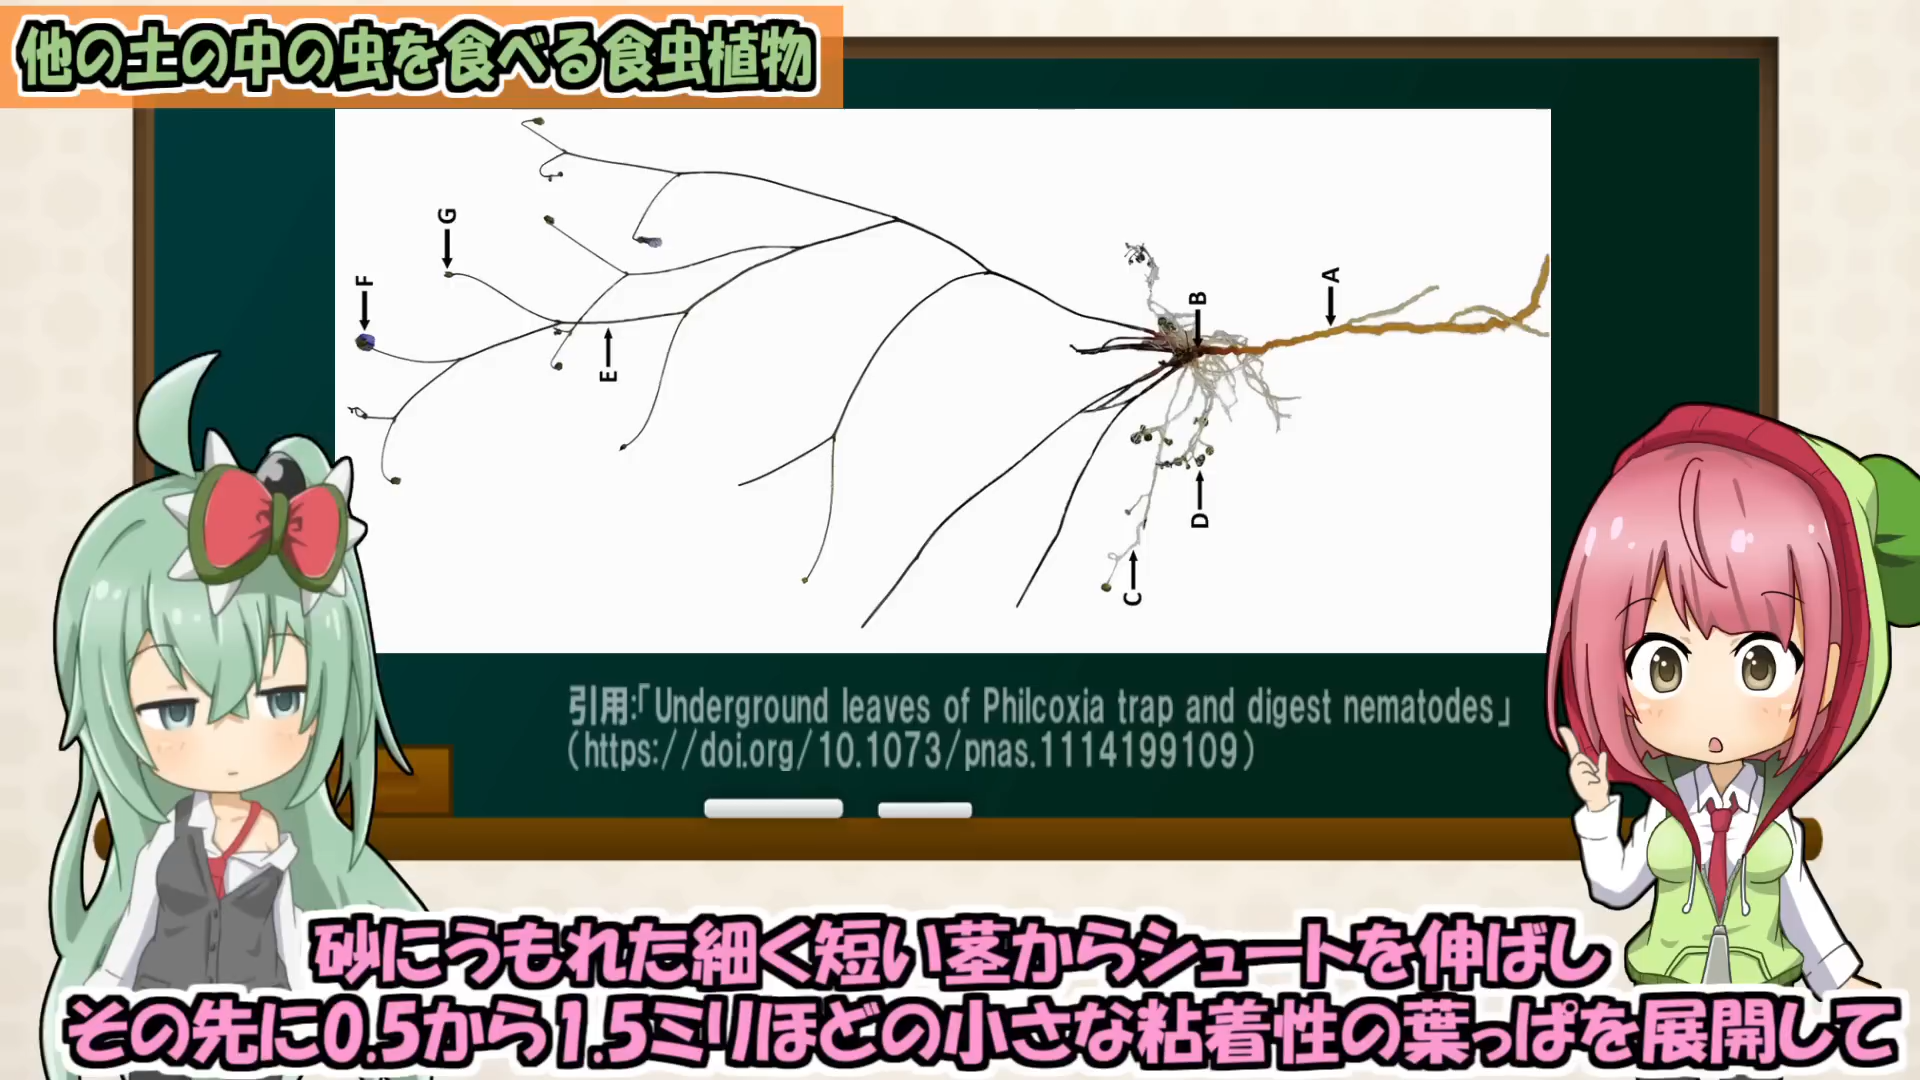 他の土の中の虫を食べる食虫植物
G
F
E
B
A
D
C
引用:「Underground leaves of Philcoxia trap and digest nematodes」
(https://doi.org/10.1073/pnas.1114199109)
砂にうもれた細く短い茎からシュートを伸ばし
その先に0.5から1.5ミリほどの小さな粘着性の葉っぱを展開して